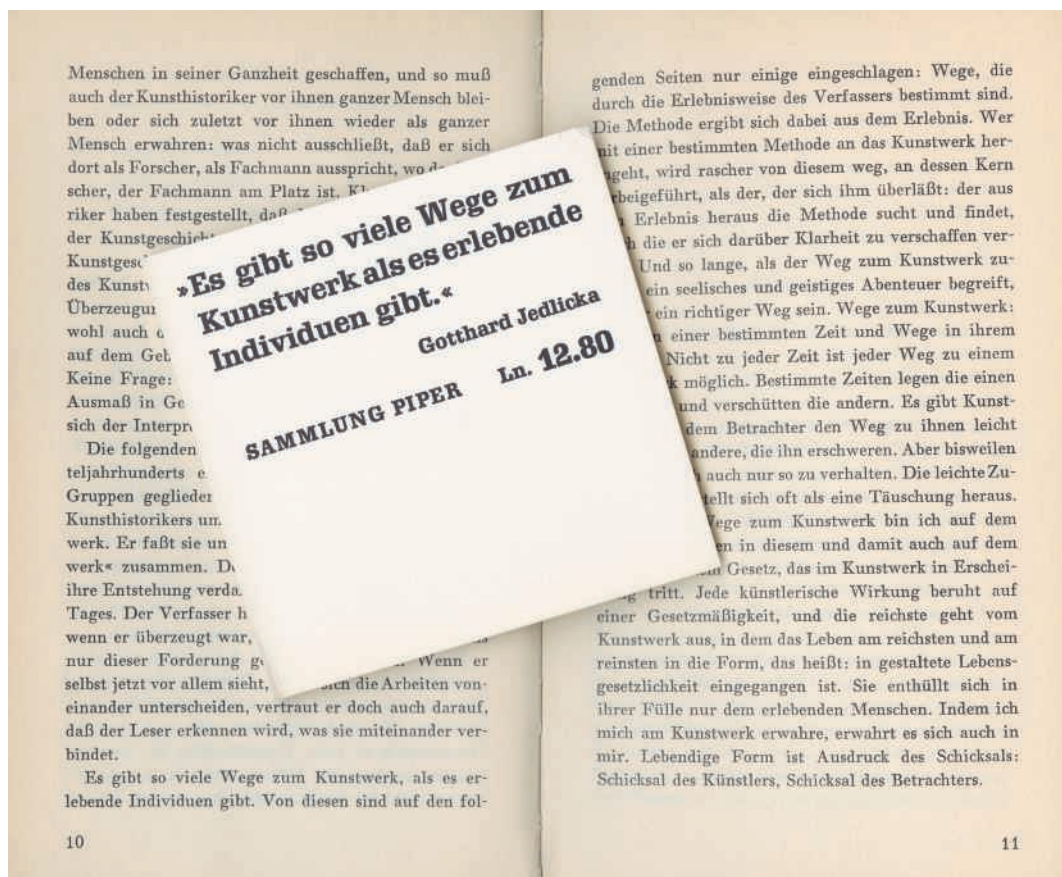 Menschen in seiner Ganzheit geschaffen, und so muß
auch der Kunsthistoriker vor ihnen ganzer Mensch blei-
ben oder sich zuletzt vor ihnen wieder als ganzer
Mensch erwahren: was nicht ausschließt, daß er sich
dort als Forscher, als Fachmann ausspricht, wo
scher, der Fachmann am Platz ist.
riker haben festgestellt, daß
der Kunstgeschicht
Kunstgesc
des Kunst
Überzeugun
wohl auch
auf dem Geb
Keine Frage:
Ausmaß in Ge
sich der Interpr
Die folgenden
teljahrhunderts e
Gruppen geglieder
Kunsthistorikers un
werk. Er faßt sie un
werk« zusammen.
ihre Entstehung verda
Tages. Der Verfasser h
wenn er überzeugt war,
nur dieser Forderung g Wenn er
selbst jetzt vor allem sieht, sich die Arbeiten von-
einander unterscheiden, vertraut er doch auch darauf,
daß der Leser erkennen wird, was sie miteinander ver-
bindet.
Es gibt so viele Wege zum Kunstwerk, als es er-
lebende Individuen gibt. Von diesen sind auf den fol-
10
»Es gibt so viele Wege zum
Kunstwerk als es erlebende
Individuen gibt.«
Gotthard Jedlicka
SAMMLUNG PIPER Ln. 12.80
genden Seiten nur einige eingeschlagen: Wege, die
durch die Erlebnisweise des Verfassers bestimmt sind.
Die Methode ergibt sich dabei aus dem Erlebnis. Wer
mit einer bestimmten Methode an das Kunstwerk her-
ngeht, wird rascher von diesem weg, an dessen Kern
rbeigeführt, als der, der sich ihm überläßt: der aus
Erlebnis heraus die Methode sucht und findet,
die er sich darüber Klarheit zu verschaffen ver-
Und so lange, als der Weg zum Kunstwerk zu-
ein seelisches und geistiges Abenteuer begreift,
ein richtiger Weg sein. Wege zum Kunstwerk:
einer bestimmten Zeit und Wege in ihrem
Nicht zu jeder Zeit ist jeder Weg zu einem
k möglich. Bestimmte Zeiten legen die einen
und verschütten die andern. Es gibt Kunst-
dem Betrachter den Weg zu ihnen leicht
andere, die ihn erschweren. Aber bisweilen
auch nur so zu verhalten. Die leichte Zu-
tellt sich oft als eine Täuschung heraus.
Wege zum Kunstwerk bin ich auf dem
en in diesem und damit auch auf dem
Gesetz, das im Kunstwerk in Erschei-
tritt. Jede künstlerische Wirkung beruht auf
einer Gesetzmäßigkeit, und die reichste geht vom
Kunstwerk aus, in dem das Leben am reichsten und am
reinsten in die Form, das heißt: in gestaltete Lebens-
gesetzlichkeit eingegangen ist. Sie enthüllt sich in
ihrer Fülle nur dem erlebenden Menschen. Indem ich
mich am Kunstwerk erwahre, erwahrt es sich auch in
mir. Lebendige Form ist Ausdruck des Schicksals:
Schicksal des Künstlers, Schicksal des Betrachters.
11